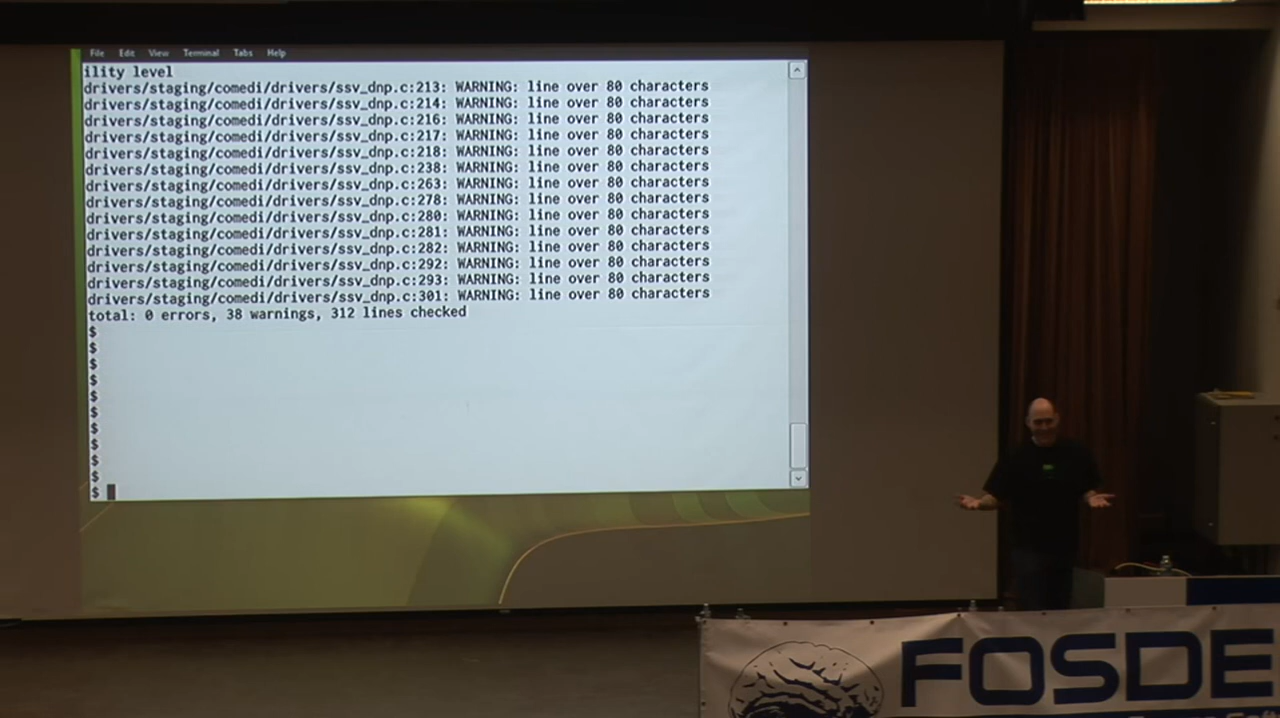 File Edit View Terminal Tabs Help
ility level
drivers/staging/comedi/drivers/ssv_dnp.c:213: WARNING: line over 80 characters
drivers/staging/comedi/drivers/ssv_dnp.c:214: WARNING: line over 80 characters
drivers/staging/comedi/drivers/ssv_dnp.c:216: WARNING: line over 80 characters
drivers/staging/comedi/drivers/ssv_dnp.c:217: WARNING: line over 80 characters
drivers/staging/comedi/drivers/ssv_dnp.c:218: WARNING: line over 80 characters
drivers/staging/comedi/drivers/ssv_dnp.c:238: WARNING: line over 80 characters
drivers/staging/comedi/drivers/ssv_dnp.c:263: WARNING: line over 80 characters
drivers/staging/comedi/drivers/ssv_dnp.c:278: WARNING: line over 80 characters
drivers/staging/comedi/drivers/ssv_dnp.c:280: WARNING: line over 80 characters
drivers/staging/comedi/drivers/ssv_dnp.c:281: WARNING: line over 80 characters
drivers/staging/comedi/drivers/ssv_dnp.c:282: WARNING: line over 80 characters
drivers/staging/comedi/drivers/ssv_dnp.c:292: WARNING: line over 80 characters
drivers/staging/comedi/drivers/ssv_dnp.c:293: WARNING: line over 80 characters
drivers/staging/comedi/drivers/ssv_dnp.c:301: WARNING: line over 80 characters
total: 0 errors, 38 warnings, 312 lines checked
$
$
$
$
$
$
$
$
$
$
$
FOSDE